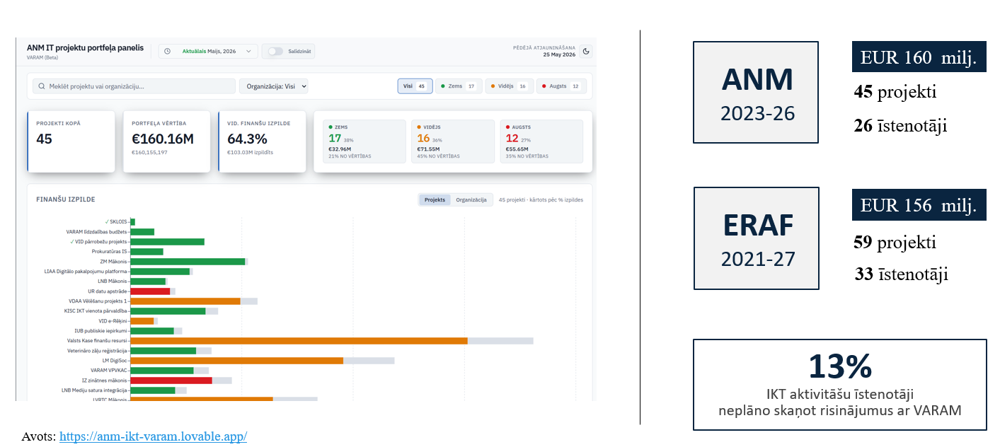 ANM IT projektu portfeļa panelis
VARAM (Beta)
Aktuālais Maijs, 2026
Salīdzināt
PĒDĒJĀ ATJAUNINĀŠANA
25 May 2026
Meklēt projektu vai organizāciju...
Organizācija: Visi
Visi 45
Zems 17
Vidējs 16
Augsts 12
PROJEKTI KOPĀ
45
PORTFEĻA VĒRTĪBA
€160.16M
€160,155,197
VID. FINANŠU IZPILDE
64.3%
€103.03M izpildīts
ZEMS
17 38%
€32.96M
21% NO VĒRTĪBAS
VIDĒJS
16 36%
€71.55M
45% NO VĒRTĪBAS
AUGSTS
12 27%
€55.65M
35% NO VĒRTĪBAS
FINANŠU IZPILDE
Projekts
Organizācija
45 projekti · kārtots pēc % izpildes
✓ SKLOIS
VARAM līdzdalības budžets
✓ VID pārrobežu projekts
Prokuratūras IS
ZM Mākonis
LIAA Digitālo pakalpojumu platforma
LNB Mākonis
UR datu apstrāde
VDAA Vēlēšanu projekts 1
KISC IKT vienota pārvaldība
VID e-Rēķini
IUB publiskie iepirkumi
Valsts Kase finanšu resursi
Veterināro zāļu reģistrācija
LM DigiSoc
VARAM VPVKAC
IZ zinātnes mākonis
LNB Mediju satura integrācija
LVRTC Mākonis
Avots: https://anm-ikt-varam.lovable.app/
ANM
2023-26
EUR 160 milj.
45 projekti
26 īstenotāji
ERAF
2021-27
EUR 156 milj.
59 projekti
33 īstenotāji
13%
IKT aktivitāšu īstenotāji
neplāno skaņot risinājumus ar VARAM